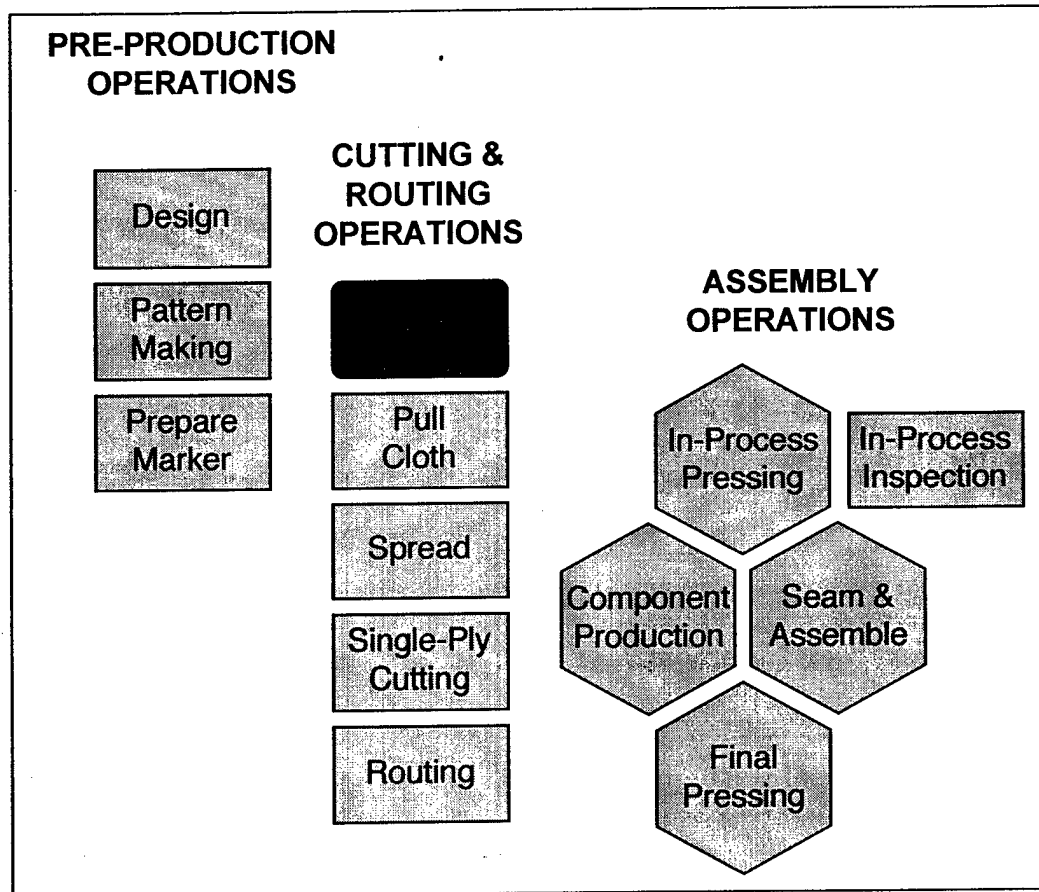 PRE-PRODUCTION
OPERATIONS
Design
Pattern
Making
Prepare
Marker
CUTTING &
ROUTING
OPERATIONS
Pull
Cloth
Spread
Single-Ply
Cutting
Routing
ASSEMBLY
OPERATIONS
In-Process
Pressing
In-Process
Inspection
Component
Production
Seam &
Assemble
Final
Pressing